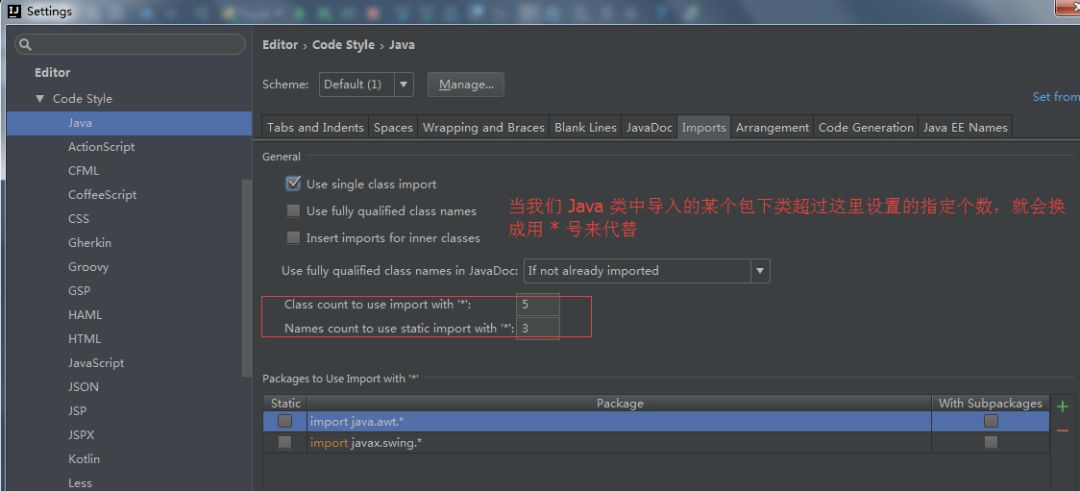 Settings
Editor › Code Style › Java
Editor
Scheme: Default (1) Manage...
Code Style
Set from
Java
Tabs and Indents Spaces Wrapping and Braces Blank Lines JavaDoc Imports Arrangement Code Generation Java EE Names
ActionScript
General
CFML
Use single class import
CoffeeScript
当我们 Java 类中导入的某个包下类超过这里设置的指定个数，就会换
Use fully qualified class names
CSS
成用 * 号来代替
Insert imports for inner classes
Gherkin
Groovy
Use fully qualified class names in JavaDoc: If not already imported
GSP
Class count to use import with '*': 5
HAML
Names count to use static import with '*': 3
HTML
JavaScript
Packages to Use Import with '*'
JSON
Static Package With Subpackages
JSP
import java.awt.*
JSPX
import javax.swing.*
Kotlin
Less